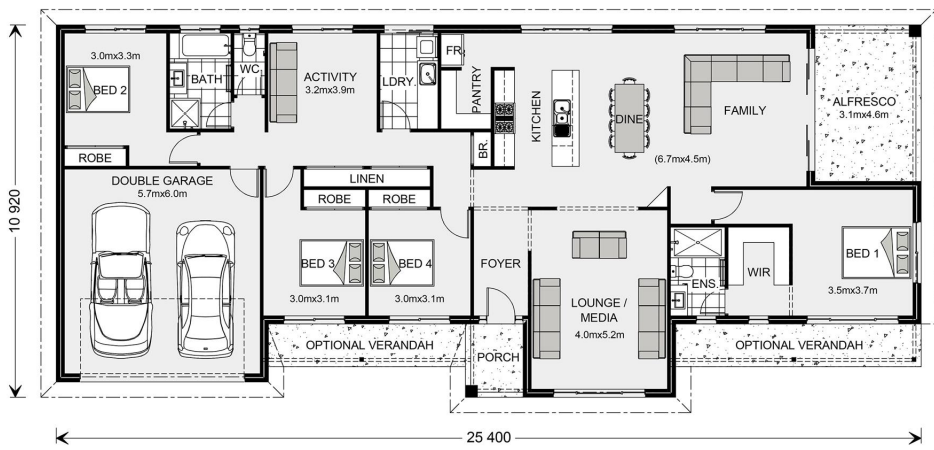 3.0mx3.3m
BED 2
BATH
WC
ACTIVITY
3.2mx3.9m
LDRY.
FR.
PANTRY
KITCHEN
DINE
FAMILY
(6.7mx4.5m)
ALFRESCO
3.1mx4.6m
BR.
ROBE
DOUBLE GARAGE
5.7mx6.0m
LINEN
ROBE
ROBE
BED 3
3.0mx3.1m
BED 4
3.0mx3.1m
FOYER
LOUNGE /
MEDIA
4.0mx5.2m
ENS.
WIR
BED 1
3.5mx3.7m
OPTIONAL VERANDAH
PORCH
OPTIONAL VERANDAH
10 920
25 400